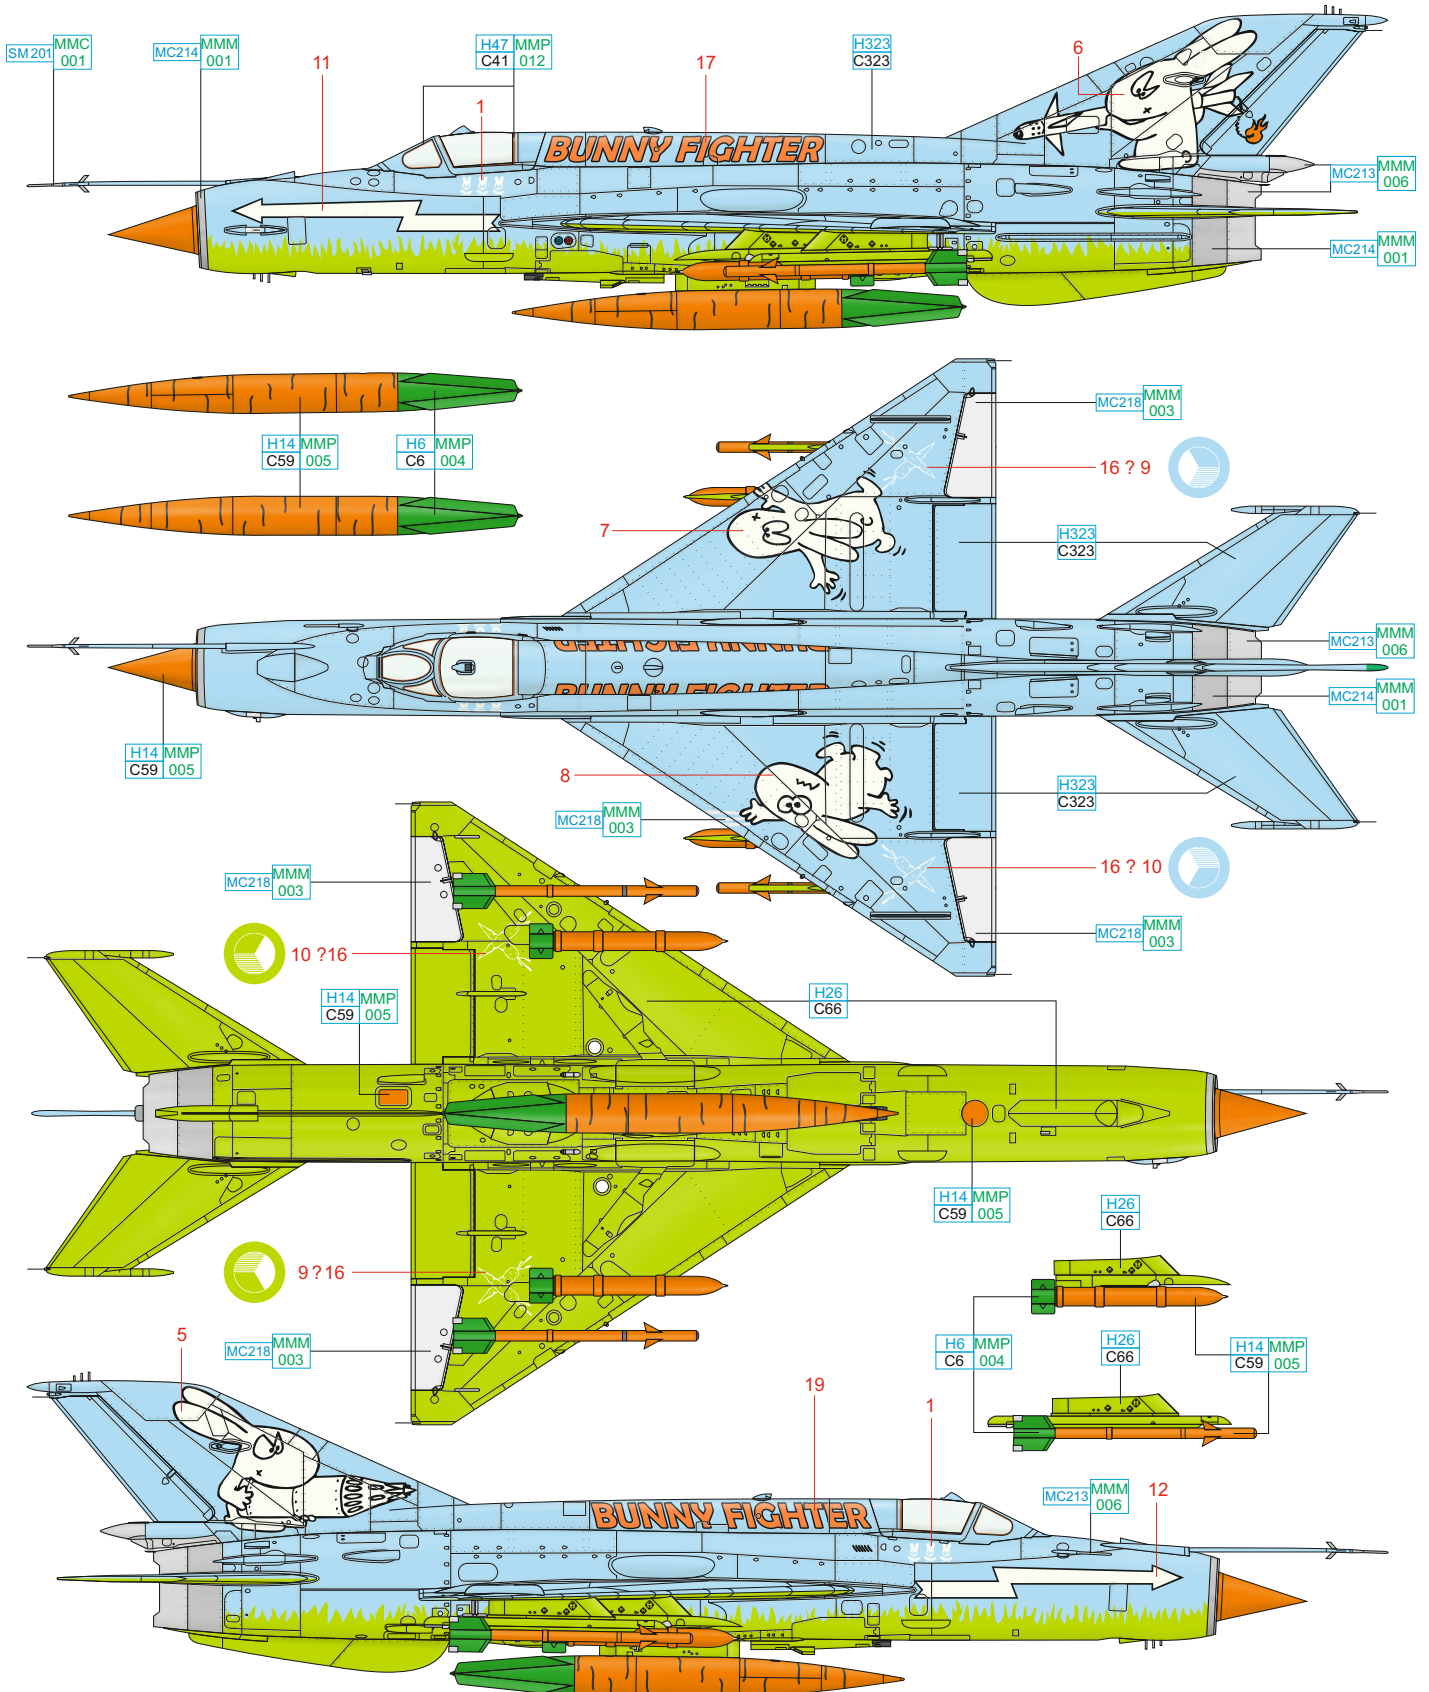 SM201 MMC 001
MC214 MMM 001
11
H47 C41 MMP 012
1
17
H323 C323
6
BUNNY FIGHTER
MC213 MMM 006
MC214 MMM 001
H14 C59 MMP 005
H6 C6 MMP 004
MC218 MMM 003
16 ? 9
7
H323 C323
BUNNY FIGHTER
BUNNY FIGHTER
MC213 MMM 006
MC214 MMM 001
H14 C59 MMP 005
8
H323 C323
MC218 MMM 003
16 ? 10
MC218 MMM 003
MC218 MMM 003
10 ?16
H14 C59 MMP 005
H26 C66
H14 C59 MMP 005
H26 C66
9 ?16
H6 C6 MMP 004
H26 C66
H14 C59 MMP 005
MC218 MMM 003
5
19
1
MC213 MMM 006
12
BUNNY FIGHTER